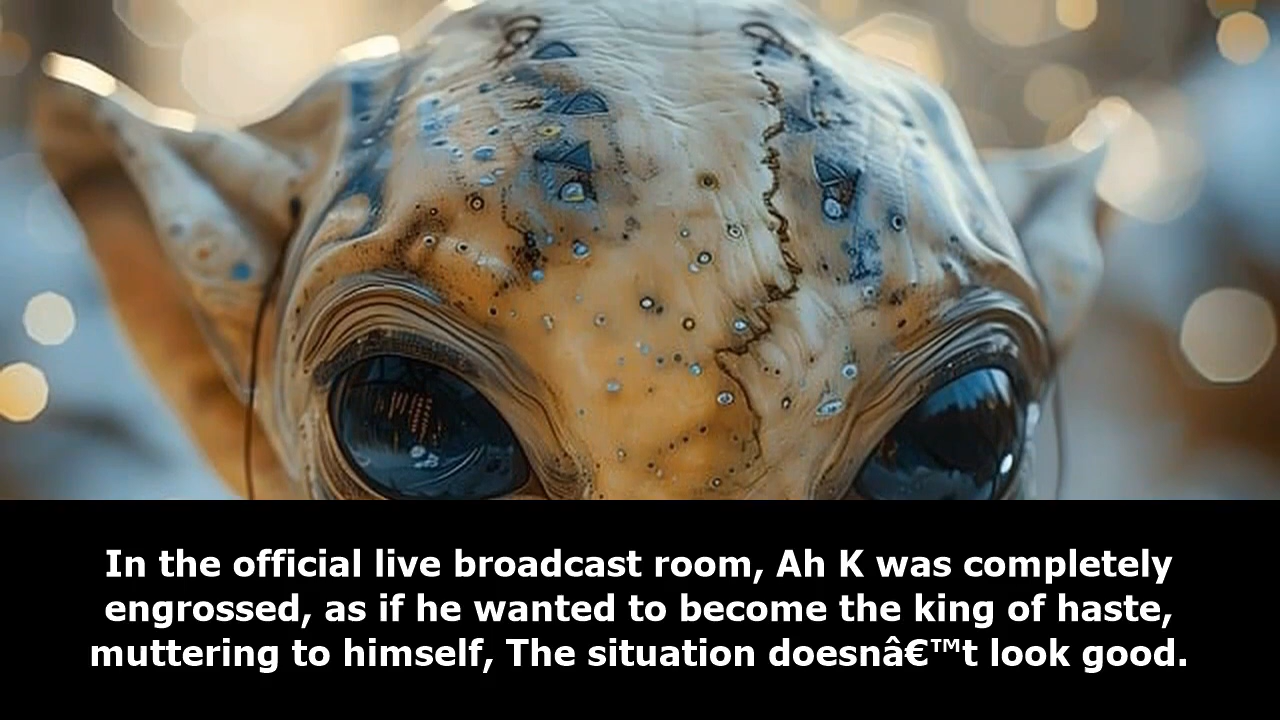 In the official live broadcast room, Ah K was completely
engrossed, as if he wanted to become the king of haste,
muttering to himself, The situation doesnâ€™t look good.